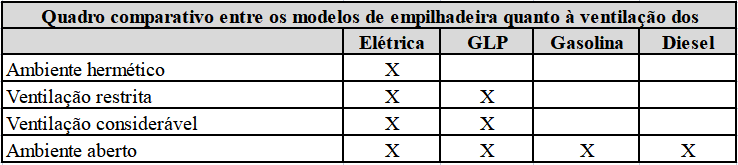 Quadro comparativo entre os modelos de empilhadeira quanto à ventilação dos
Elétrica GLP Gasolina Diesel
Ambiente hermético X
Ventilação restrita X X
Ventilação considerável X X
Ambiente aberto X X X X